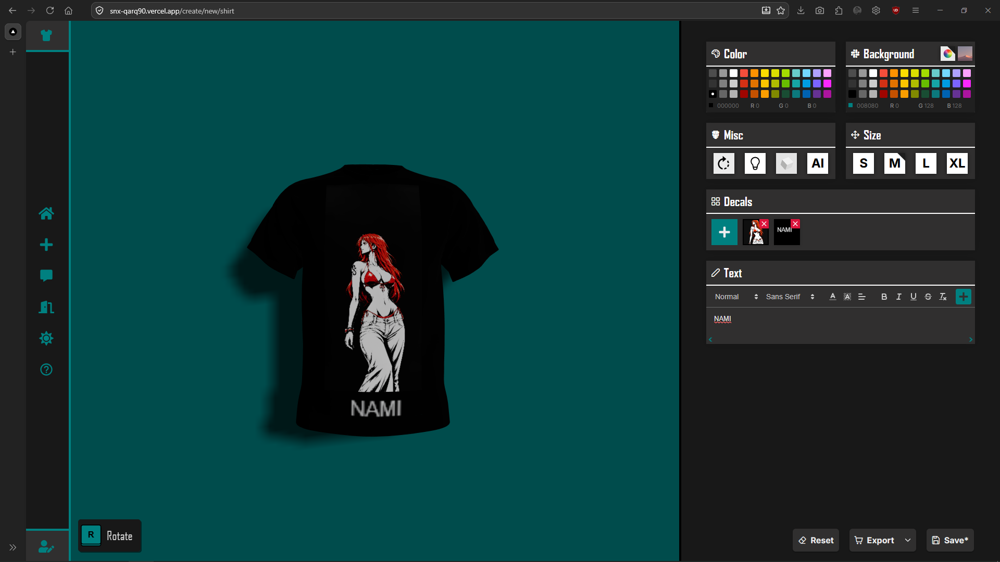 snx-qarq90.vercel.app/create/new/shirt
Color
000000 R 0 G 0 B 0
Background
008080 R 0 G 128 B 128
Misc
AI
Size
S M L XL
Decals
NAMI
Text
Normal Sans Serif A A B I U S Tx
NAMI
NAMI
R Rotate
Reset Export Save*